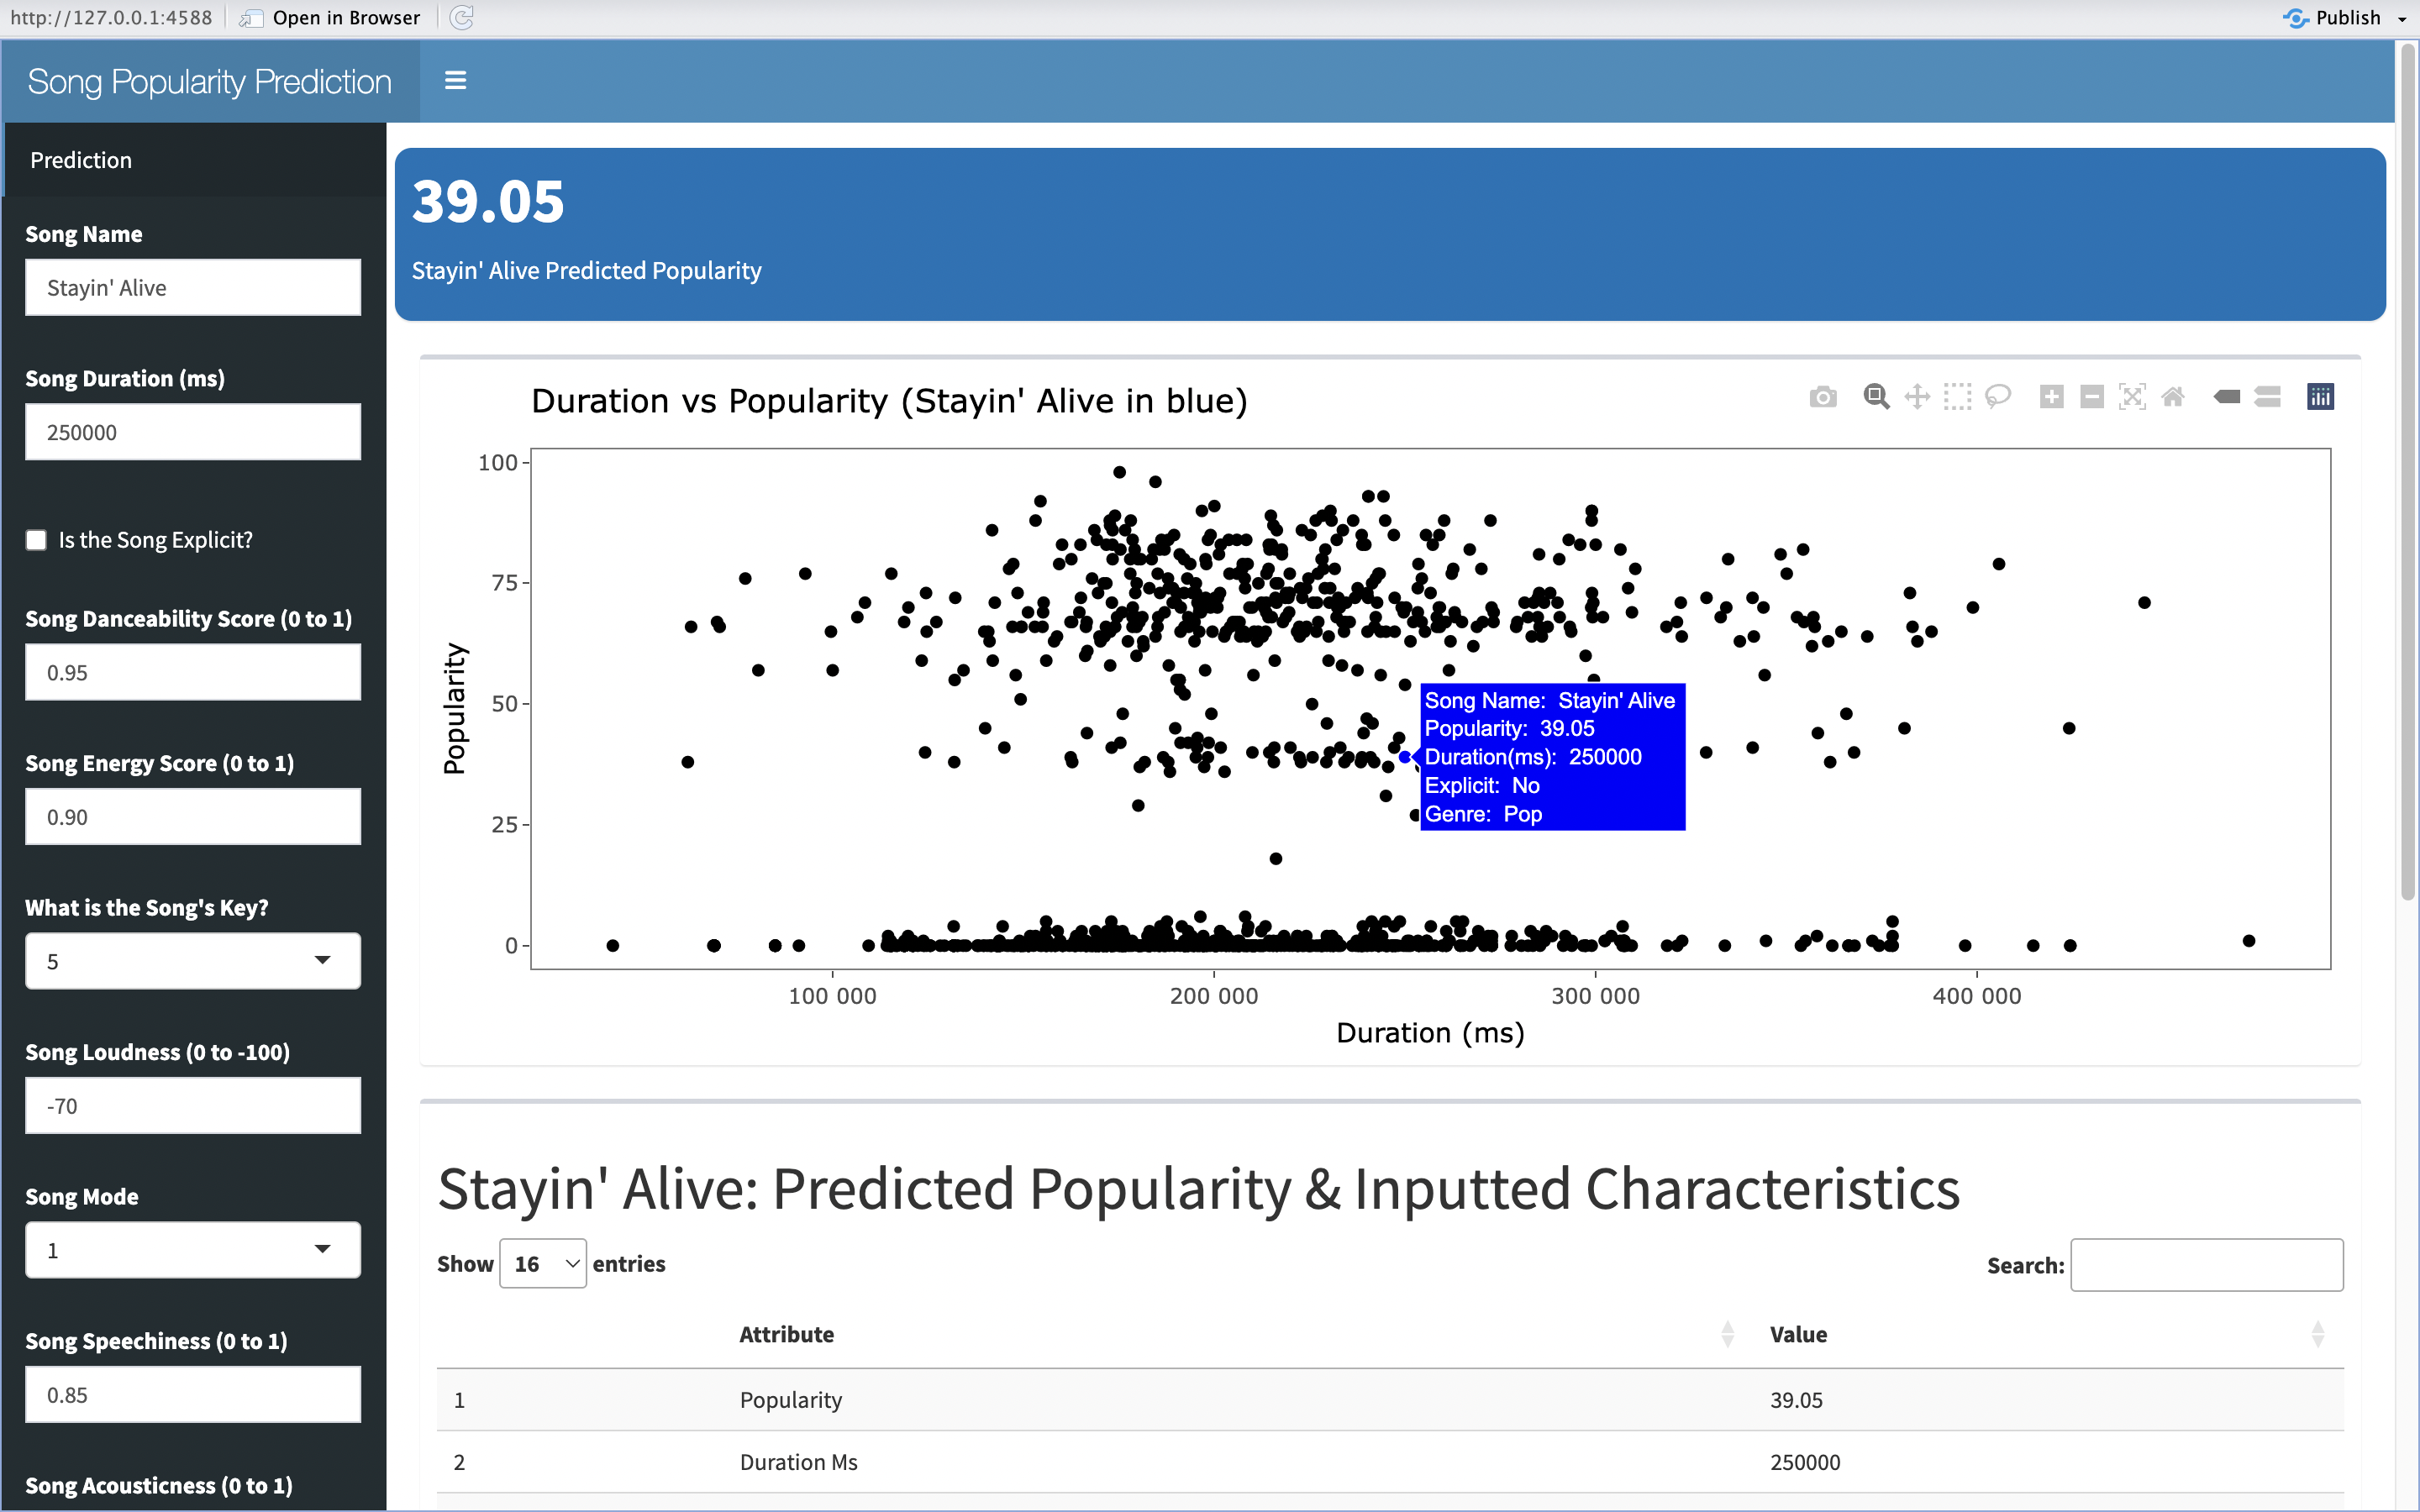 http://127.0.0.1:4588 Open in Browser Publish
Song Popularity Prediction
Prediction
Song Name
Stayin' Alive
Song Duration (ms)
250000
Is the Song Explicit?
Song Danceability Score (0 to 1)
0.95
Song Energy Score (0 to 1)
0.90
What is the Song's Key?
5
Song Loudness (0 to -100)
-70
Song Mode
1
Song Speechiness (0 to 1)
0.85
Song Acousticness (0 to 1)
39.05
Stayin' Alive Predicted Popularity
Duration vs Popularity (Stayin' Alive in blue)
Popularity
100
75
50
25
0
Song Name: Stayin' Alive
Popularity: 39.05
Duration(ms): 250000
Explicit: No
Genre: Pop
100 000 200 000 300 000 400 000
Duration (ms)
Stayin' Alive: Predicted Popularity & Inputted Characteristics
Show 16 entries Search:
Attribute Value
1 Popularity 39.05
2 Duration Ms 250000